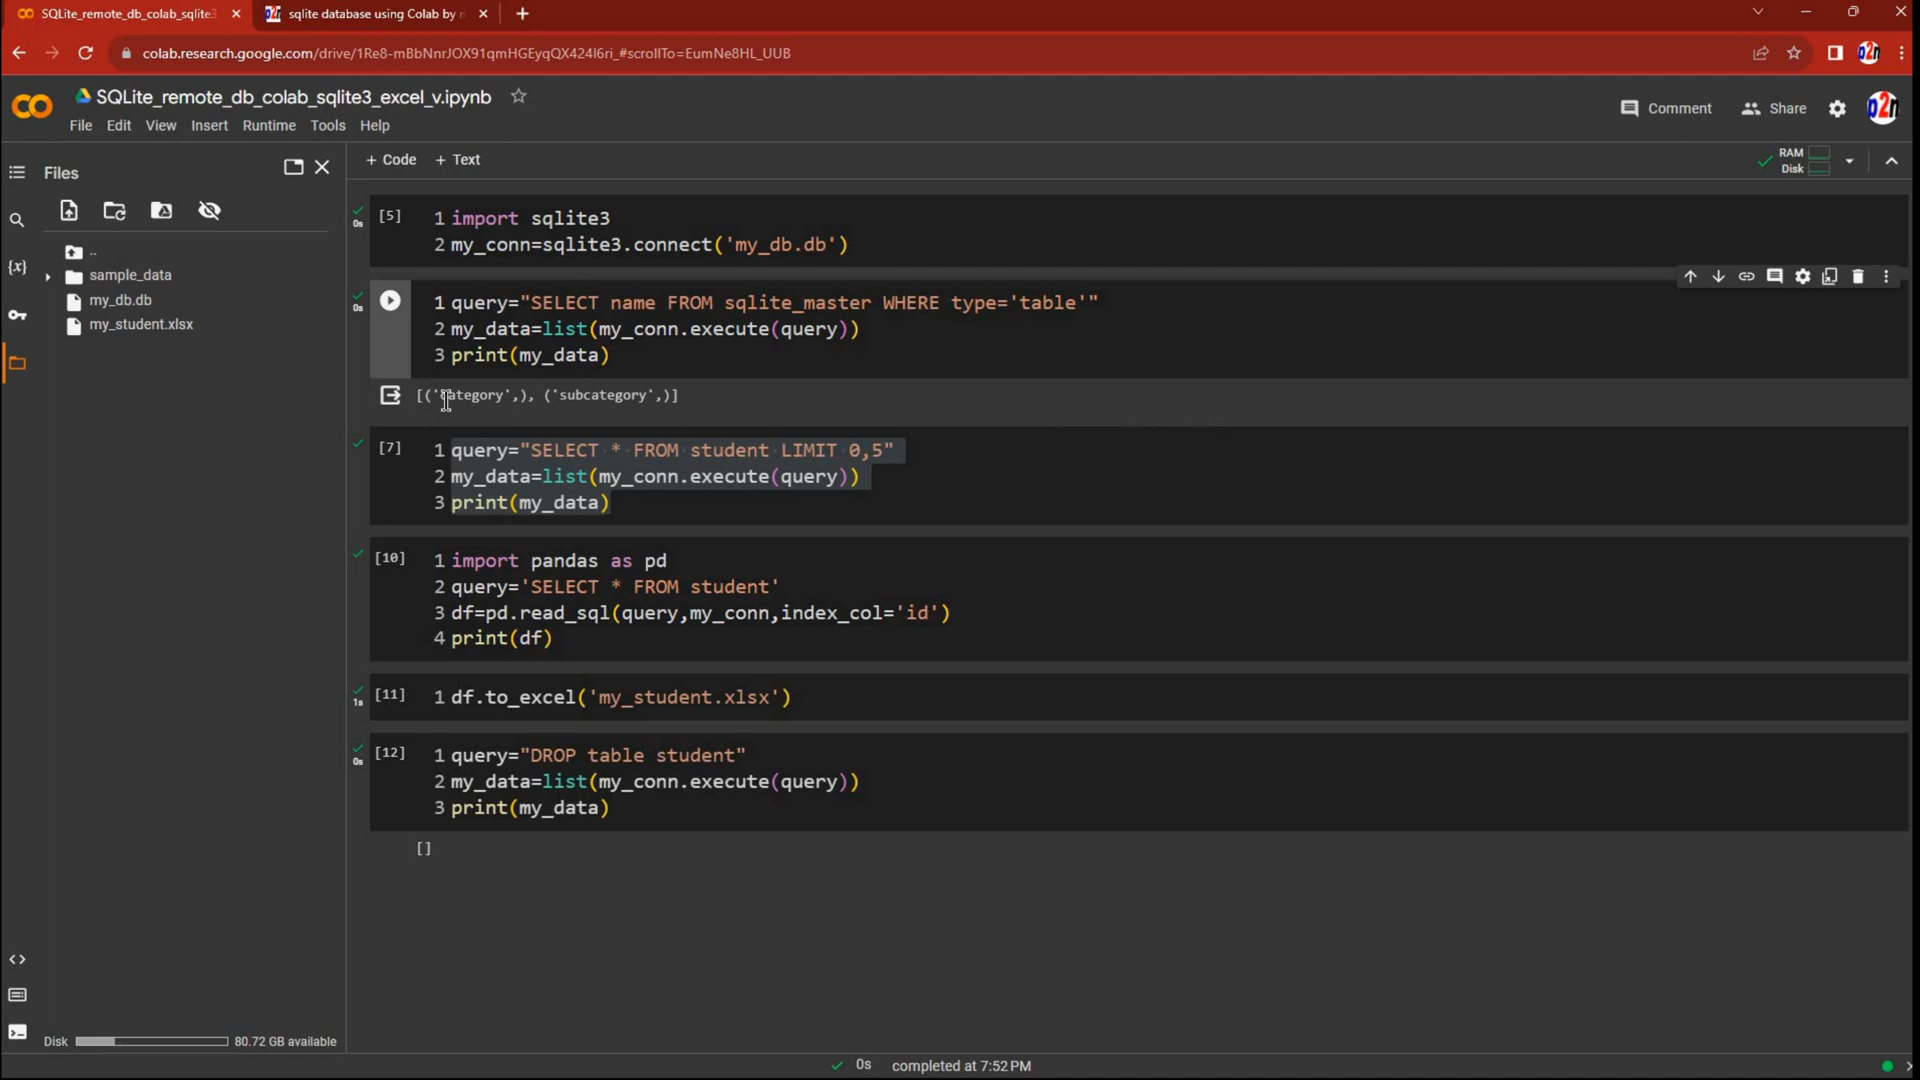 SQLite_remote_db_colab_sqlite3
sqlite database using Colab by
colab.research.google.com/drive/1Re8-mBbNnrJOX91qmHGEyqQX424I6ri_#scrollTo=EumNe8HL_UUB
SQLite_remote_db_colab_sqlite3_excel_v.ipynb
Comment
Share
File Edit View Insert Runtime Tools Help
Files
+ Code + Text
RAM
Disk
..
sample_data
my_db.db
my_student.xlsx
0s
[5]
1 import sqlite3
2 my_conn=sqlite3.connect('my_db.db')
0s
1 query="SELECT name FROM sqlite_master WHERE type='table'"
2 my_data=list(my_conn.execute(query))
3 print(my_data)
[('category',), ('subcategory',)]
[7]
1 query="SELECT * FROM student LIMIT 0,5"
2 my_data=list(my_conn.execute(query))
3 print(my_data)
[10]
1 import pandas as pd
2 query='SELECT * FROM student'
3 df=pd.read_sql(query,my_conn,index_col='id')
4 print(df)
1s
[11]
1 df.to_excel('my_student.xlsx')
0s
[12]
1 query="DROP table student"
2 my_data=list(my_conn.execute(query))
3 print(my_data)
[]
Disk 80.72 GB available
0s completed at 7:52 PM